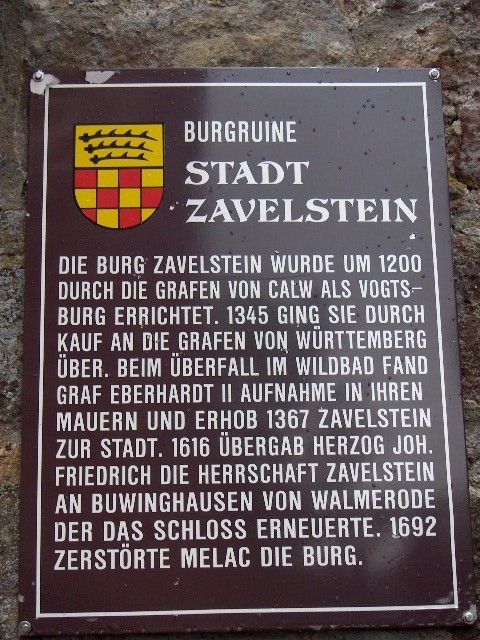 BURGRUINE
STADT
ZAVELSTEIN
DIE BURG ZAVELSTEIN WURDE UM 1200
DURCH DIE GRAFEN VON CALW ALS VOGTS–
BURG ERRICHTET. 1345 GING SIE DURCH
KAUF AN DIE GRAFEN VON WÜRTTEMBERG
ÜBER. BEIM ÜBERFALL IM WILDBAD FAND
GRAF EBERHARDT II AUFNAHME IN IHREN
MAUERN UND ERHOB 1367 ZAVELSTEIN
ZUR STADT. 1616 ÜBERGAB HERZOG JOH.
FRIEDRICH DIE HERRSCHAFT ZAVELSTEIN
AN BUWINGHAUSEN VON WALMERODE
DER DAS SCHLOSS ERNEUERTE. 1692
ZERSTÖRTE MELAC DIE BURG.